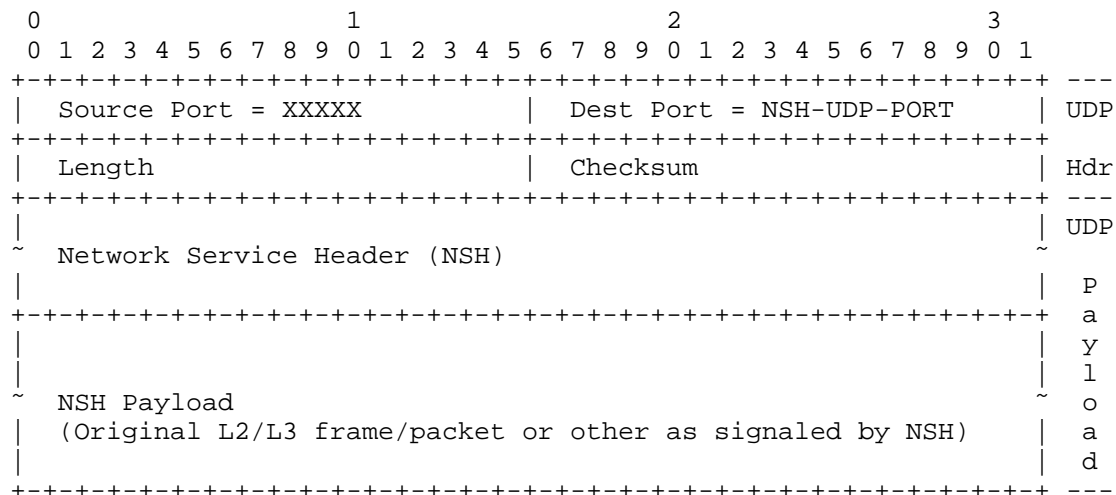 0                   1                   2                   3
 0 1 2 3 4 5 6 7 8 9 0 1 2 3 4 5 6 7 8 9 0 1 2 3 4 5 6 7 8 9 0 1
+-+-+-+-+-+-+-+-+-+-+-+-+-+-+-+-+-+-+-+-+-+-+-+-+-+-+-+-+-+-+-+-+ ---
|  Source Port = XXXXX          |  Dest Port = NSH-UDP-PORT     | UDP
+-+-+-+-+-+-+-+-+-+-+-+-+-+-+-+-+-+-+-+-+-+-+-+-+-+-+-+-+-+-+-+-+
|  Length                       |  Checksum                     | Hdr
+-+-+-+-+-+-+-+-+-+-+-+-+-+-+-+-+-+-+-+-+-+-+-+-+-+-+-+-+-+-+-+-+ ---
|                                                               | UDP
~  Network Service Header (NSH)                                 ~
|                                                               |  P
+-+-+-+-+-+-+-+-+-+-+-+-+-+-+-+-+-+-+-+-+-+-+-+-+-+-+-+-+-+-+-+-+  a
|                                                               |  y
|                                                               |  l
~  NSH Payload                                                  ~  o
|  (Original L2/L3 frame/packet or other as signaled by NSH)    |  a
|                                                               |  d
+-+-+-+-+-+-+-+-+-+-+-+-+-+-+-+-+-+-+-+-+-+-+-+-+-+-+-+-+-+-+-+-+ ---